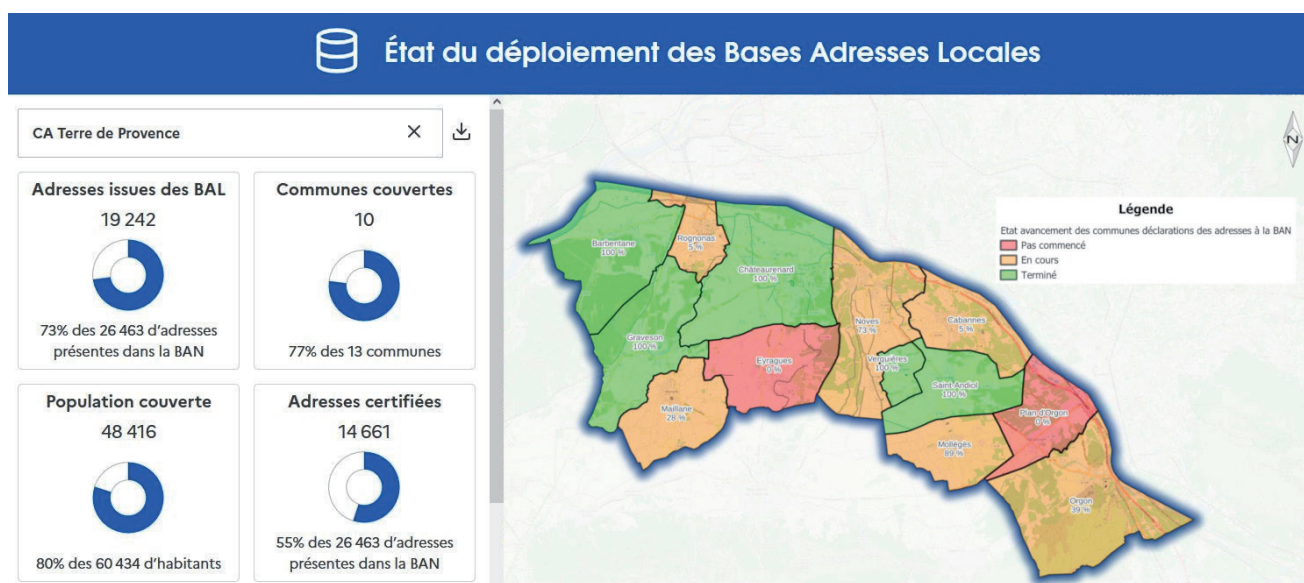 État du déploiement des Bases Adresses Locales
CA Terre de Provence
Adresses issues des BAL
19 242
73% des 26 463 d’adresses
présentes dans la BAN
Communes couvertes
10
77% des 13 communes
Population couverte
48 416
80% des 60 434 d’habitants
Adresses certifiées
14 661
55% des 26 463 d’adresses
présentes dans la BAN
N
Légende
Etat avancement des communes déclarations des adresses à la BAN
Pas commencé
En cours
Terminé
Barbentane
100 %
Rognonas
5 %
Châteaurenard
100 %
Graveson
100 %
Eyragues
0 %
Maillane
28 %
Noves
73 %
Cabannes
5 %
Verquières
100 %
Saint-Andiol
100 %
Plan-d'Orgon
0 %
Mollégès
89 %
Orgon
39 %